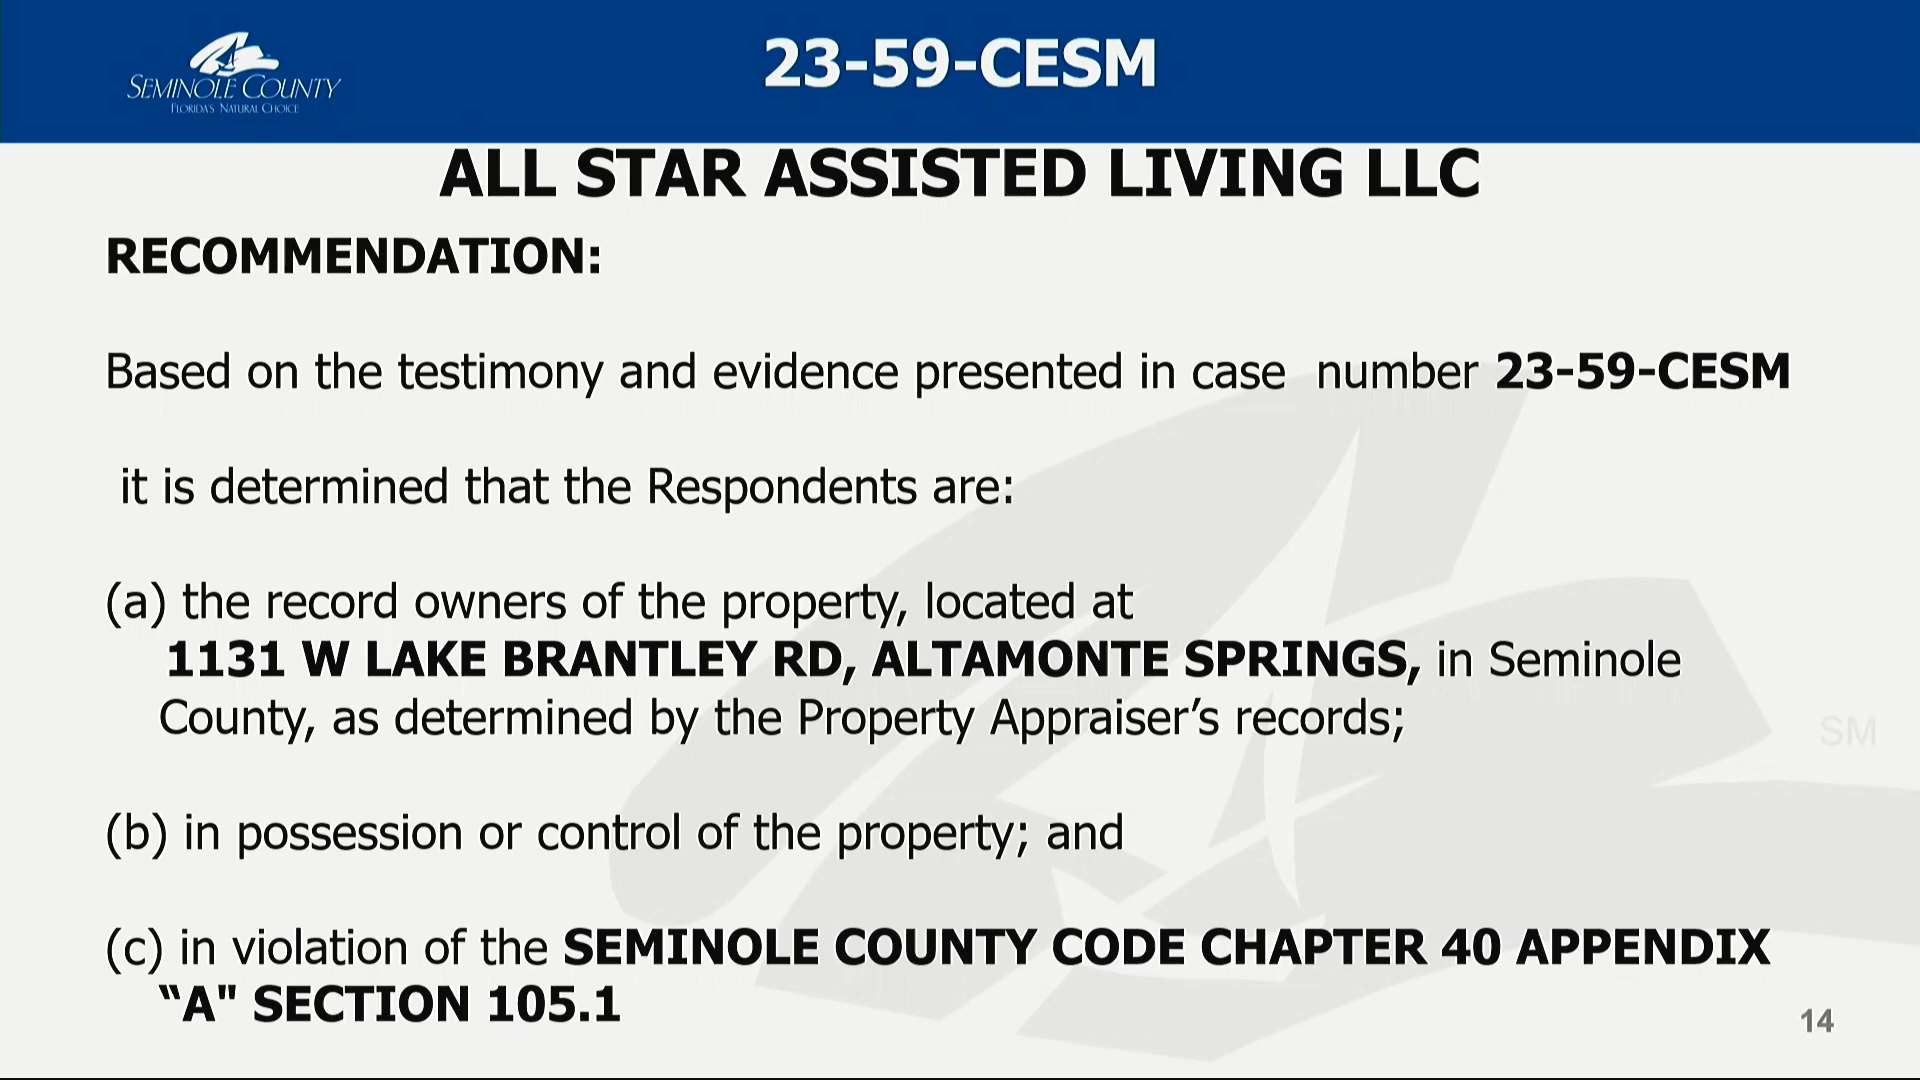 SEMINOLE COUNTY
FLORIDA'S NATURAL CHOICE
23-59-CESM
ALL STAR ASSISTED LIVING LLC
RECOMMENDATION:
Based on the testimony and evidence presented in case number 23-59-CESM
it is determined that the Respondents are:
(a) the record owners of the property, located at
1131 W LAKE BRANTLEY RD, ALTAMONTE SPRINGS, in Seminole
County, as determined by the Property Appraiser’s records;
SM
(b) in possession or control of the property; and
(c) in violation of the SEMINOLE COUNTY CODE CHAPTER 40 APPENDIX
“A" SECTION 105.1
14